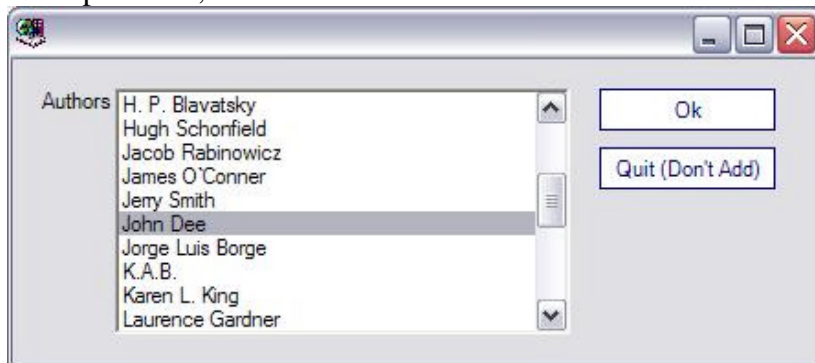 Authors
H. P. Blavatsky
Hugh Schonfield
Jacob Rabinowicz
James O`Conner
Jerry Smith
John Dee
Jorge Luis Borge
K.A.B.
Karen L. King
Laurence Gardner
Ok
Quit (Don't Add)